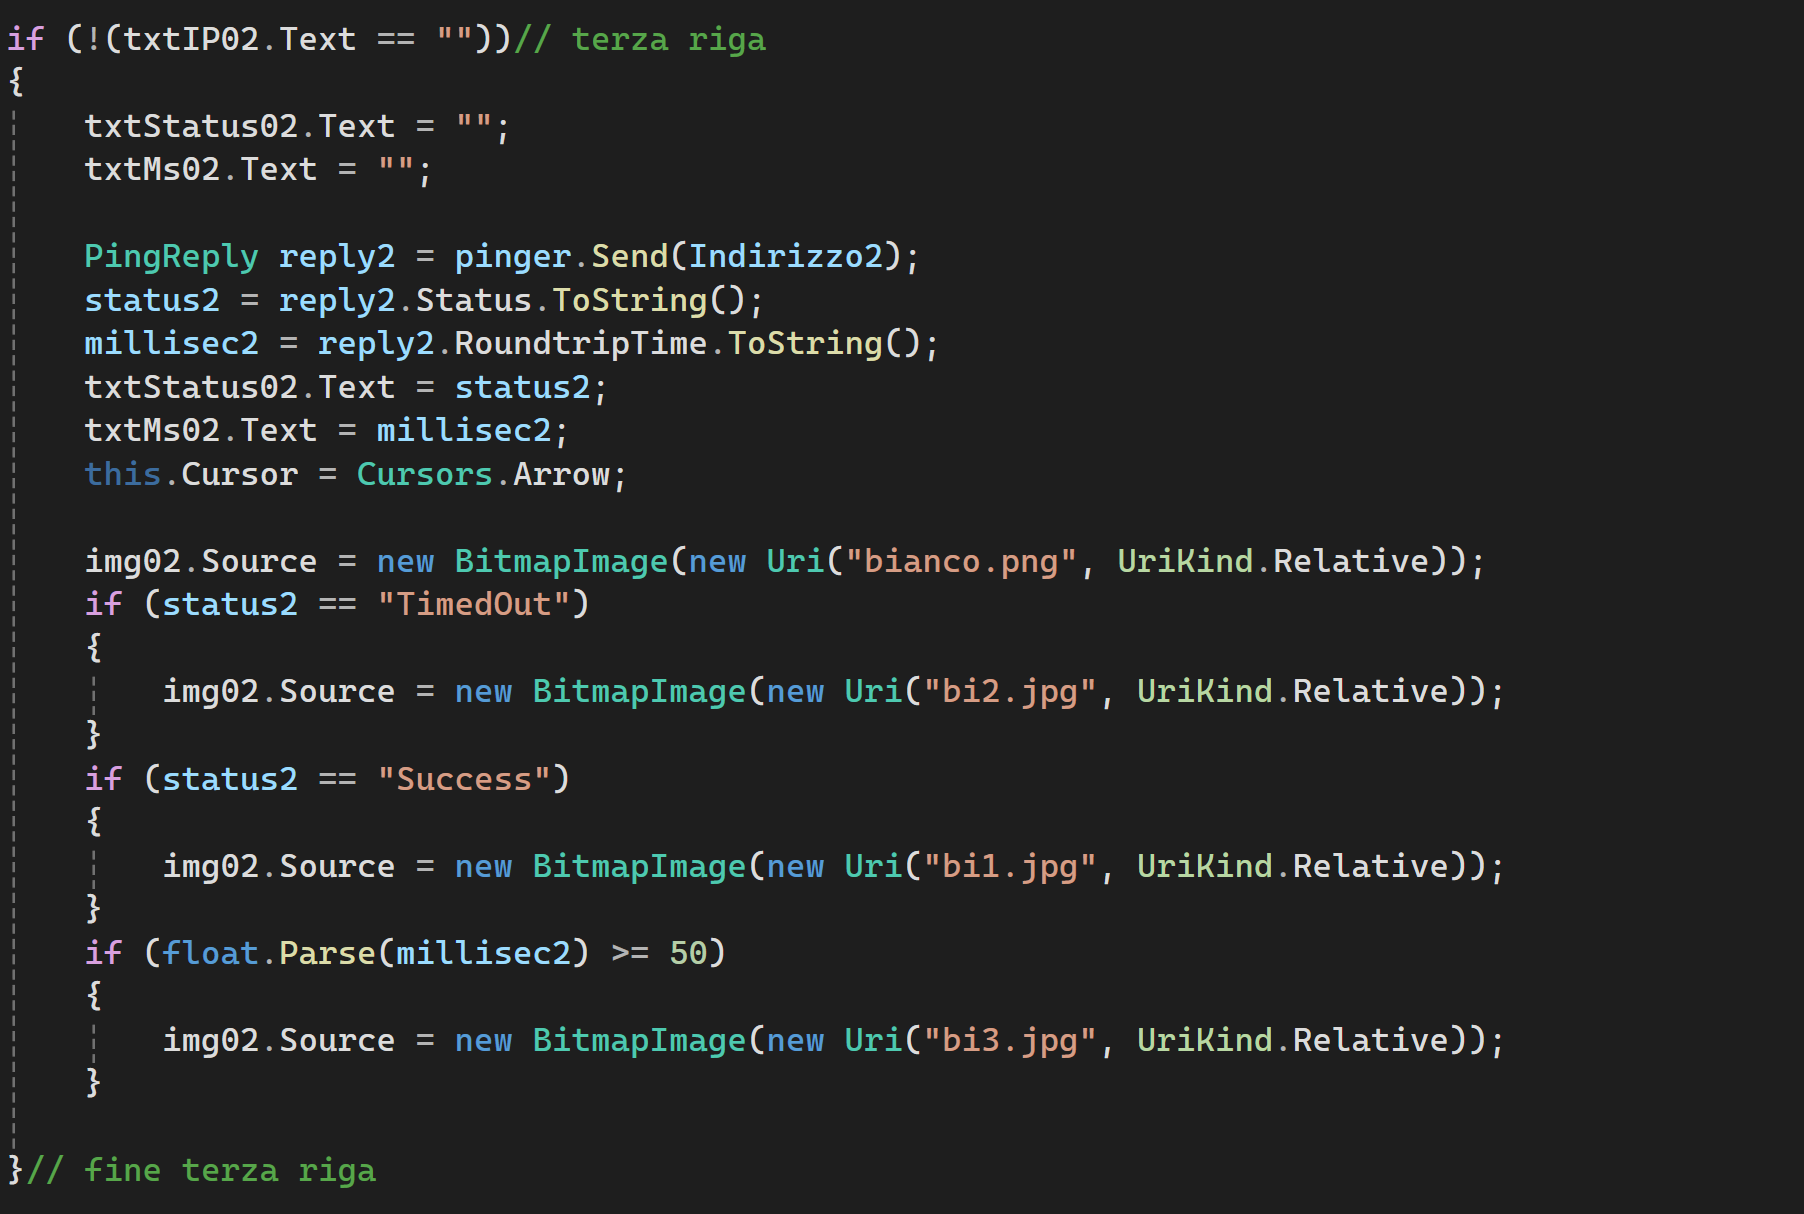 if (!(txtIP02.Text == ""))// terza riga
{
    txtStatus02.Text = "";
    txtMs02.Text = "";

    PingReply reply2 = pinger.Send(Indirizzo2);
    status2 = reply2.Status.ToString();
    millisec2 = reply2.RoundtripTime.ToString();
    txtStatus02.Text = status2;
    txtMs02.Text = millisec2;
    this.Cursor = Cursors.Arrow;

    img02.Source = new BitmapImage(new Uri("bianco.png", UriKind.Relative));
    if (status2 == "TimedOut")
    {
        img02.Source = new BitmapImage(new Uri("bi2.jpg", UriKind.Relative));
    }
    if (status2 == "Success")
    {
        img02.Source = new BitmapImage(new Uri("bi1.jpg", UriKind.Relative));
    }
    if (float.Parse(millisec2) >= 50)
    {
        img02.Source = new BitmapImage(new Uri("bi3.jpg", UriKind.Relative));
    }

}// fine terza riga